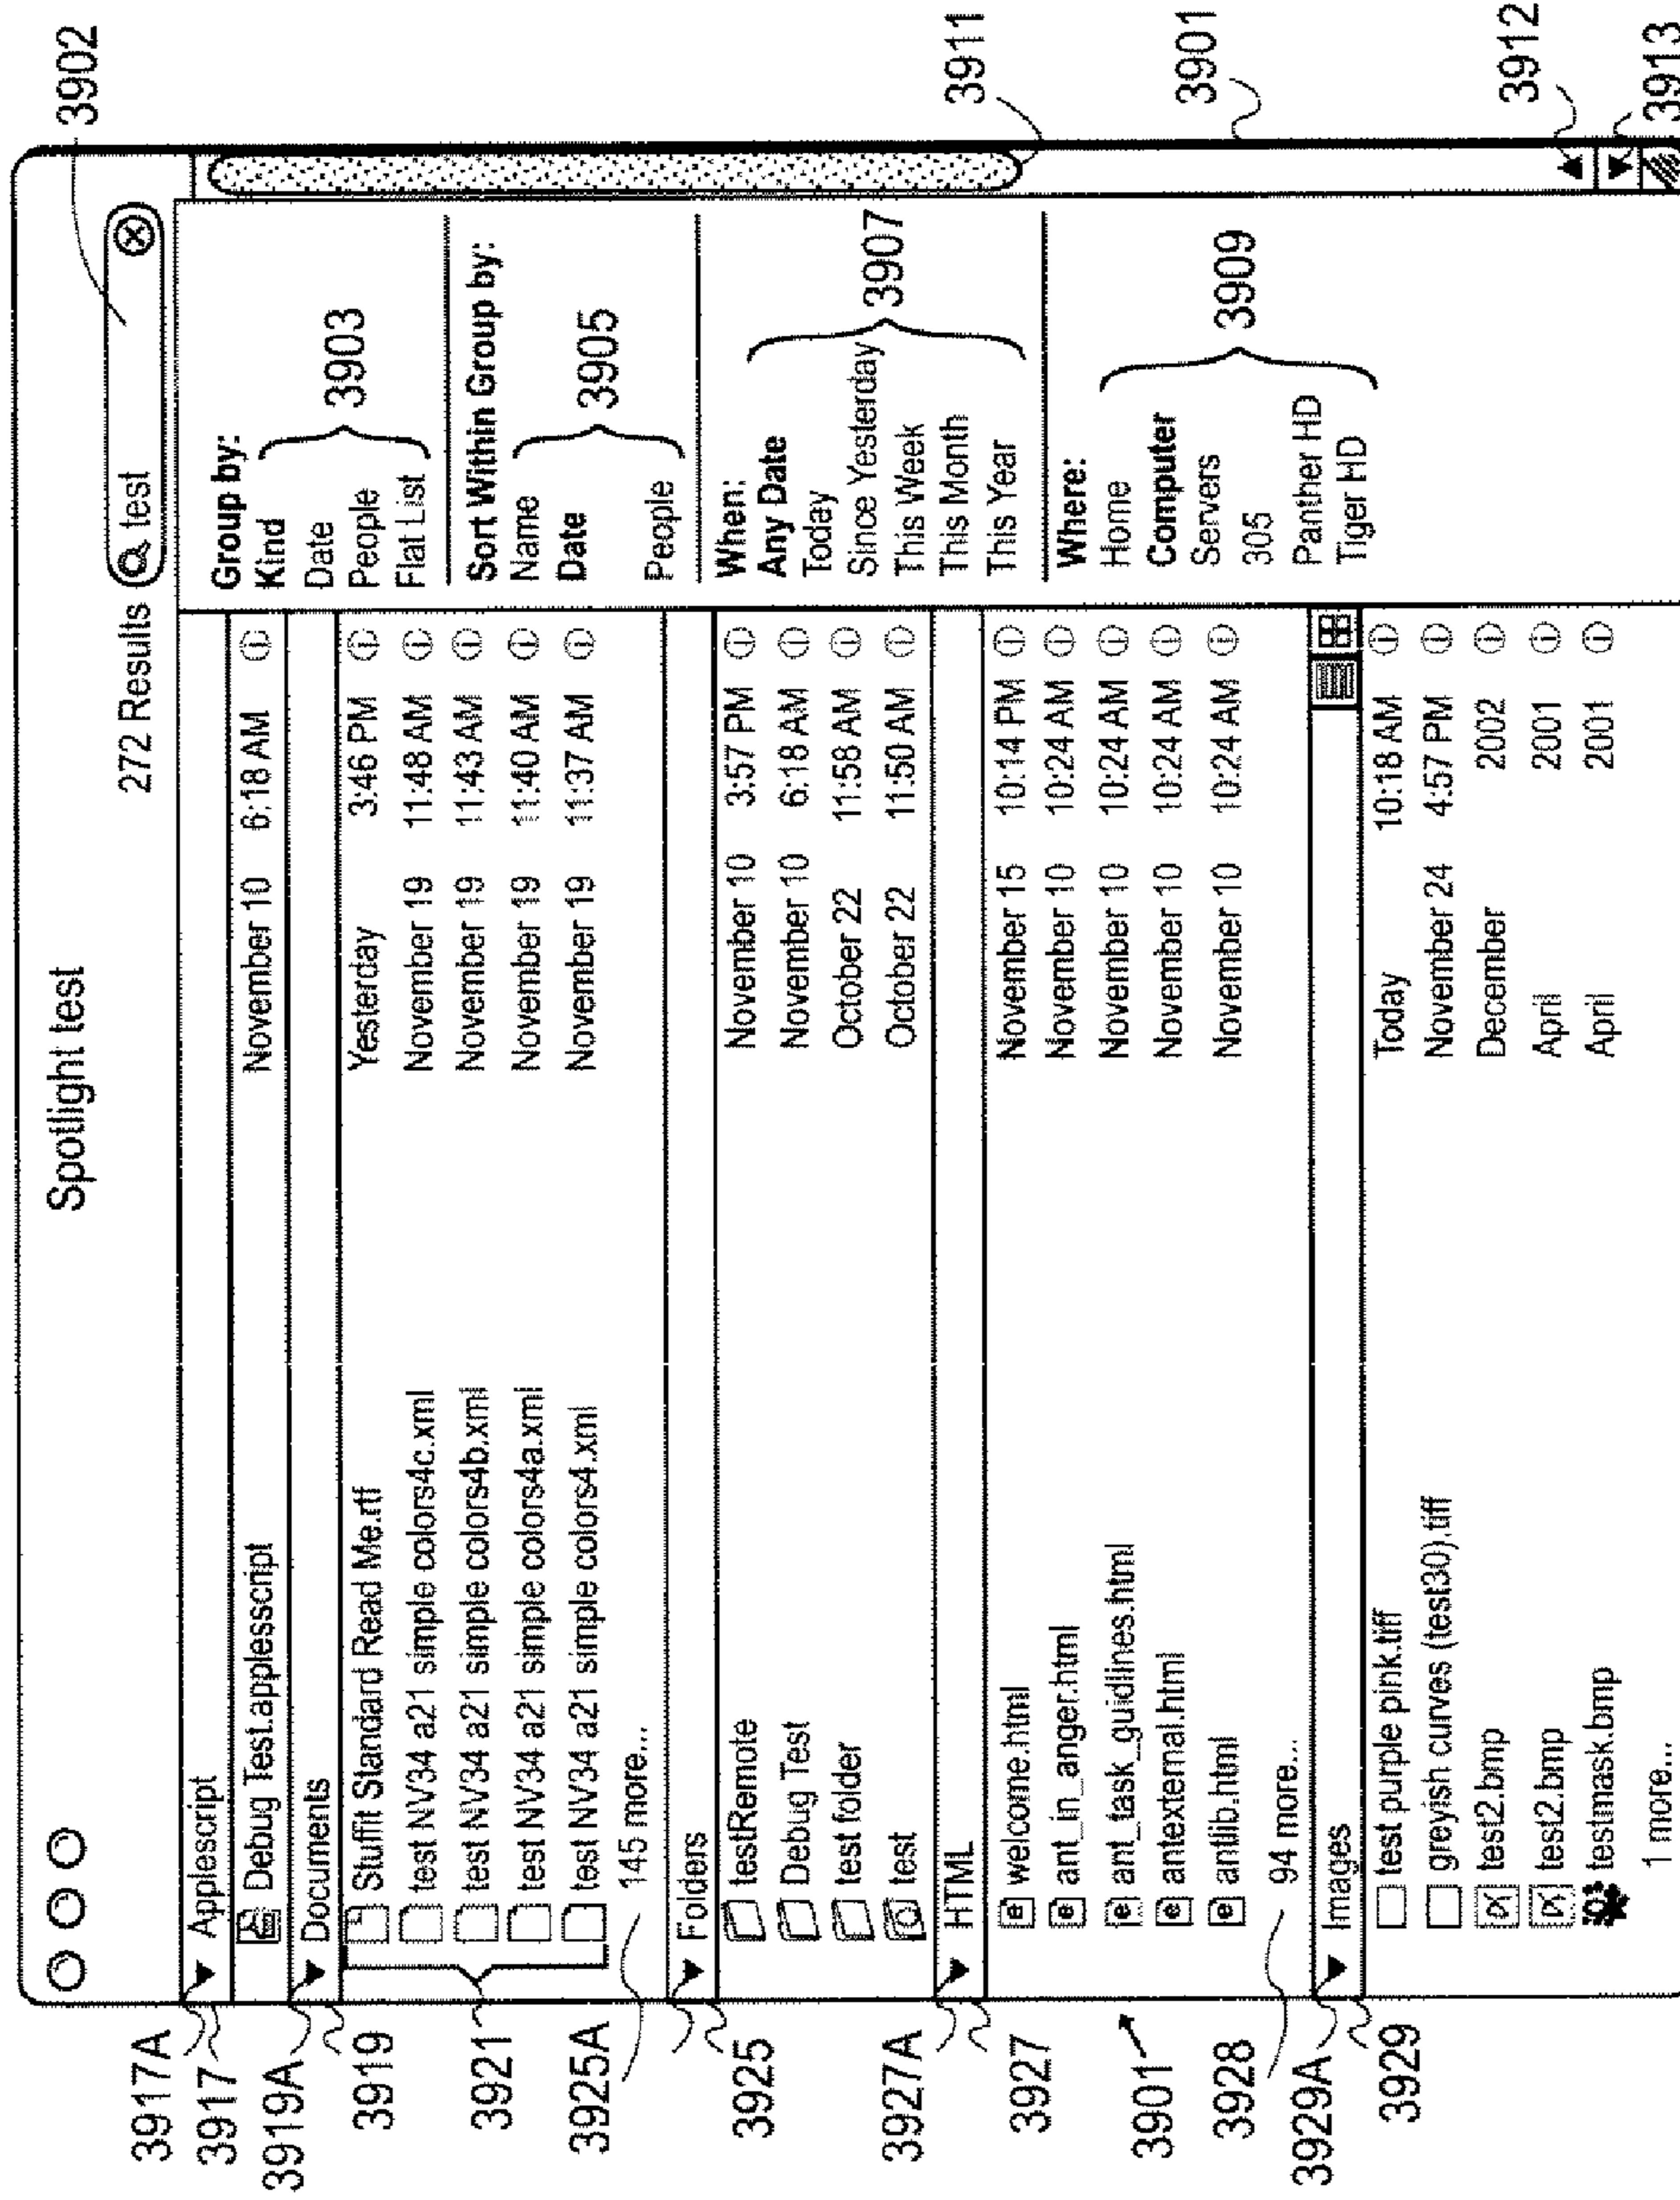 Spotlight test
272 Results test
3902
Applescript
Debug Test.applesscript November 10 6:18 AM
Documents
Stuffit Standard Read Me.rtf Yesterday 3:46 PM
test NV34 a21 simple colors4c.xml November 19 11:48 AM
test NV34 a21 simple colors4b.xml November 19 11:43 AM
test NV34 a21 simple colors4a.xml November 19 11:40 AM
test NV34 a21 simple colors4.xml November 19 11:37 AM
145 more...
Folders
testRemote November 10 3:57 PM
Debug Test November 10 6:18 AM
test folder October 22 11:58 AM
test October 22 11:50 AM
HTML
welcome.html November 15 10:14 PM
ant_in_anger.html November 10 10:24 AM
ant_task_guidlines.html November 10 10:24 AM
antexternal.html November 10 10:24 AM
antlib.html November 10 10:24 AM
94 more...
Images
test purple pink.tiff Today 10:18 AM
greyish curves (test30).tiff November 24 4:57 PM
test2.bmp December 2002
test2.bmp April 2001
testmask.bmp April 2001
1 more...
Group by:
Kind
Date
People
Flat List
3903
Sort Within Group by:
Name
Date
People
3905
When:
Any Date
Today
Since Yesterday
This Week
This Month
This Year
3907
Where:
Home
Computer
Servers
305
Panther HD
Tiger HD
3909
3911
3901
3912
3913
3917A
3917
3919A
3919
3921
3925A
3925
3927A
3927
3901
3928
3929A
3929